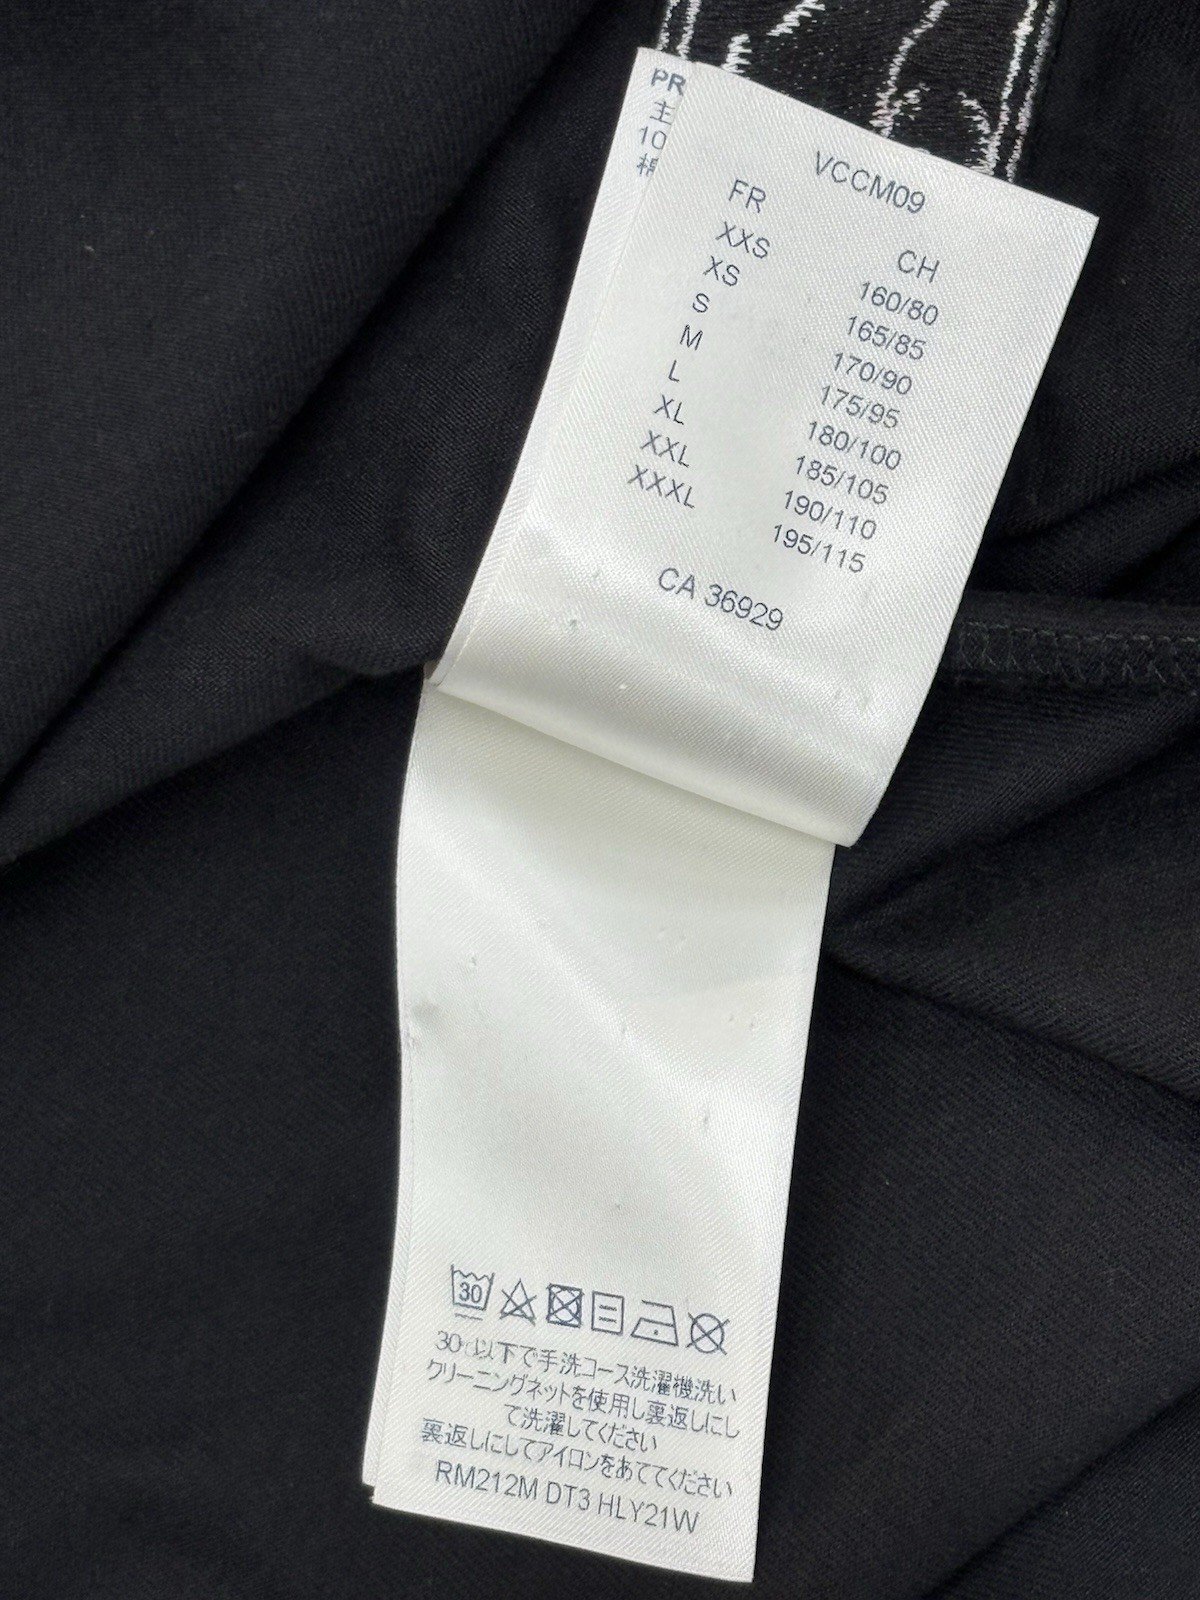 PR
主
10
VCCM09
FR CH
XXS 160/80
XS 165/85
S 170/90
M 175/95
L 180/100
XL 185/105
XXL 190/110
XXXL 195/115
CA 36929
30
30℃以下で手洗コース洗濯機洗い
クリーニングネットを使用し裏返しにし
て洗濯してください
裏返しにしてアイロンをあててください
RM212M DT3 HLY21W